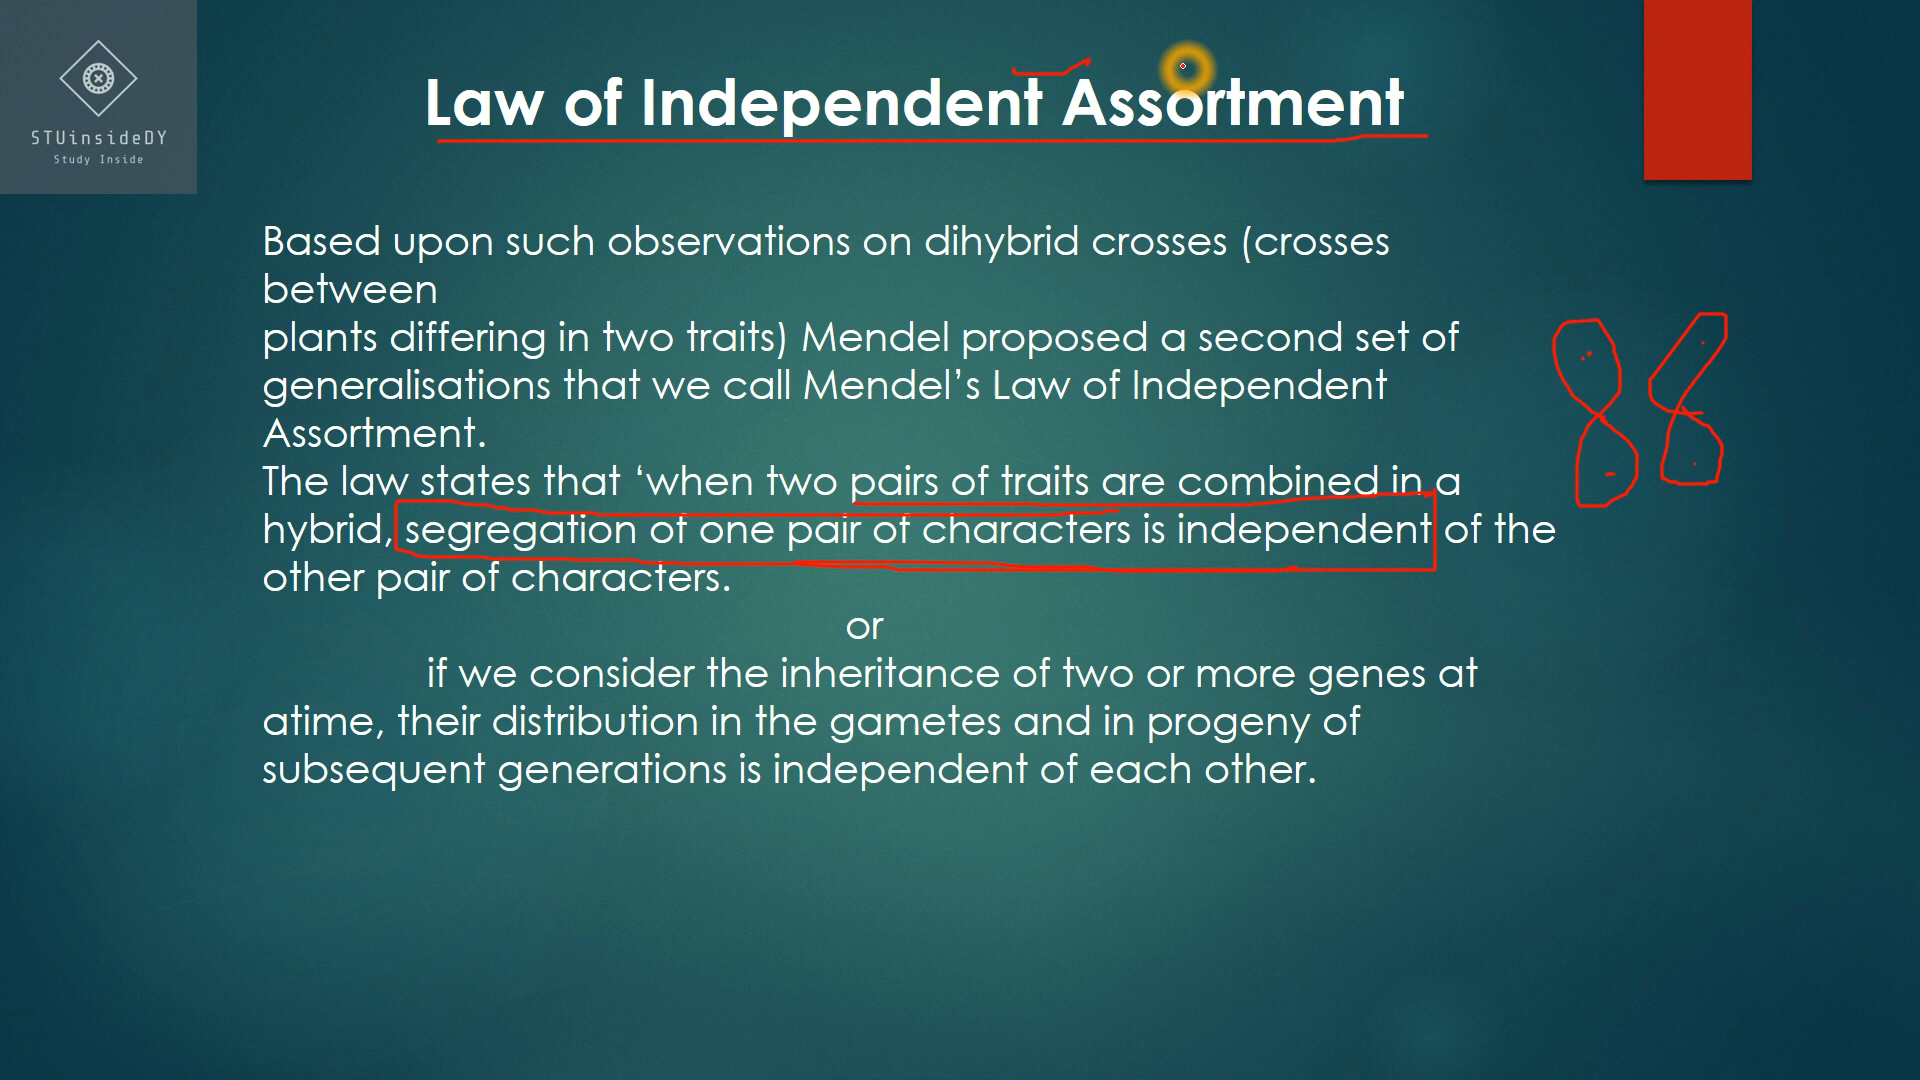 STUinsideDY
Study Inside
Law of Independent Assortment
Based upon such observations on dihybrid crosses (crosses
between
plants differing in two traits) Mendel proposed a second set of
generalisations that we call Mendel’s Law of Independent
Assortment.
The law states that ‘when two pairs of traits are combined in a
hybrid, segregation of one pair of characters is independent of the
other pair of characters.
or
if we consider the inheritance of two or more genes at
atime, their distribution in the gametes and in progeny of
subsequent generations is independent of each other.